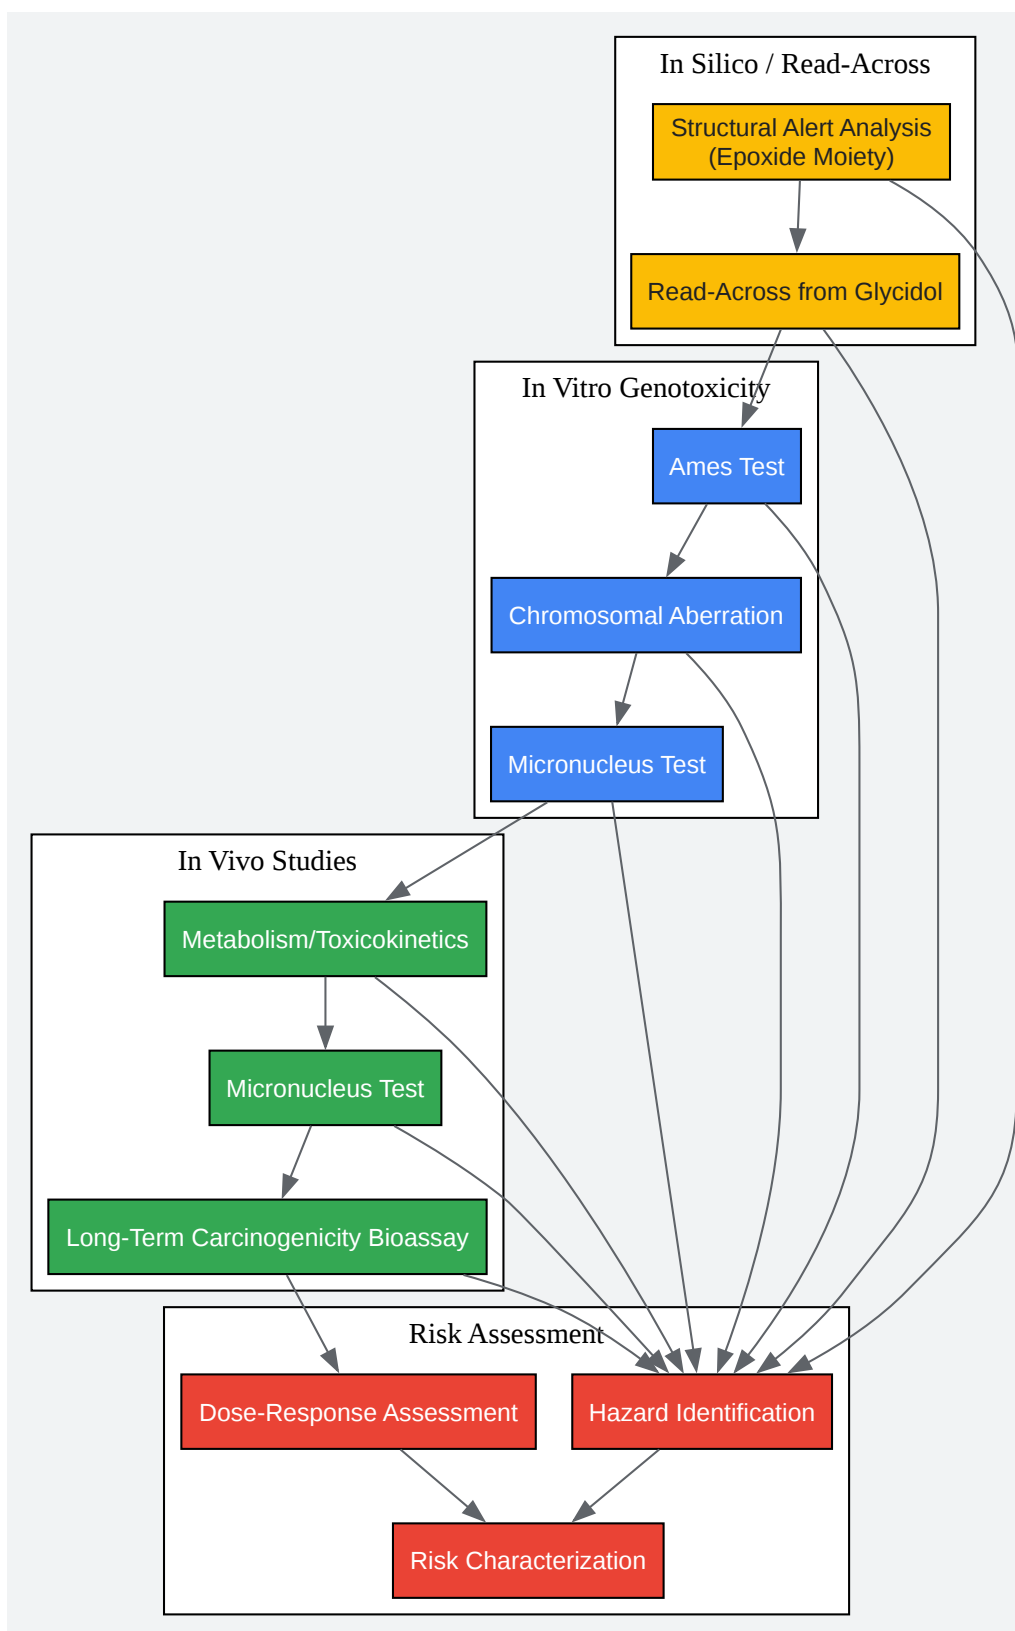 In Silico / Read-Across
Structural Alert Analysis
(Epoxide Moiety)
Read-Across from Glycidol
In Vitro Genotoxicity
Ames Test
Chromosomal Aberration
Micronucleus Test
In Vivo Studies
Metabolism/Toxicokinetics
Micronucleus Test
Long-Term Carcinogenicity Bioassay
Risk Assessment
Dose-Response Assessment
Hazard Identification
Risk Characterization